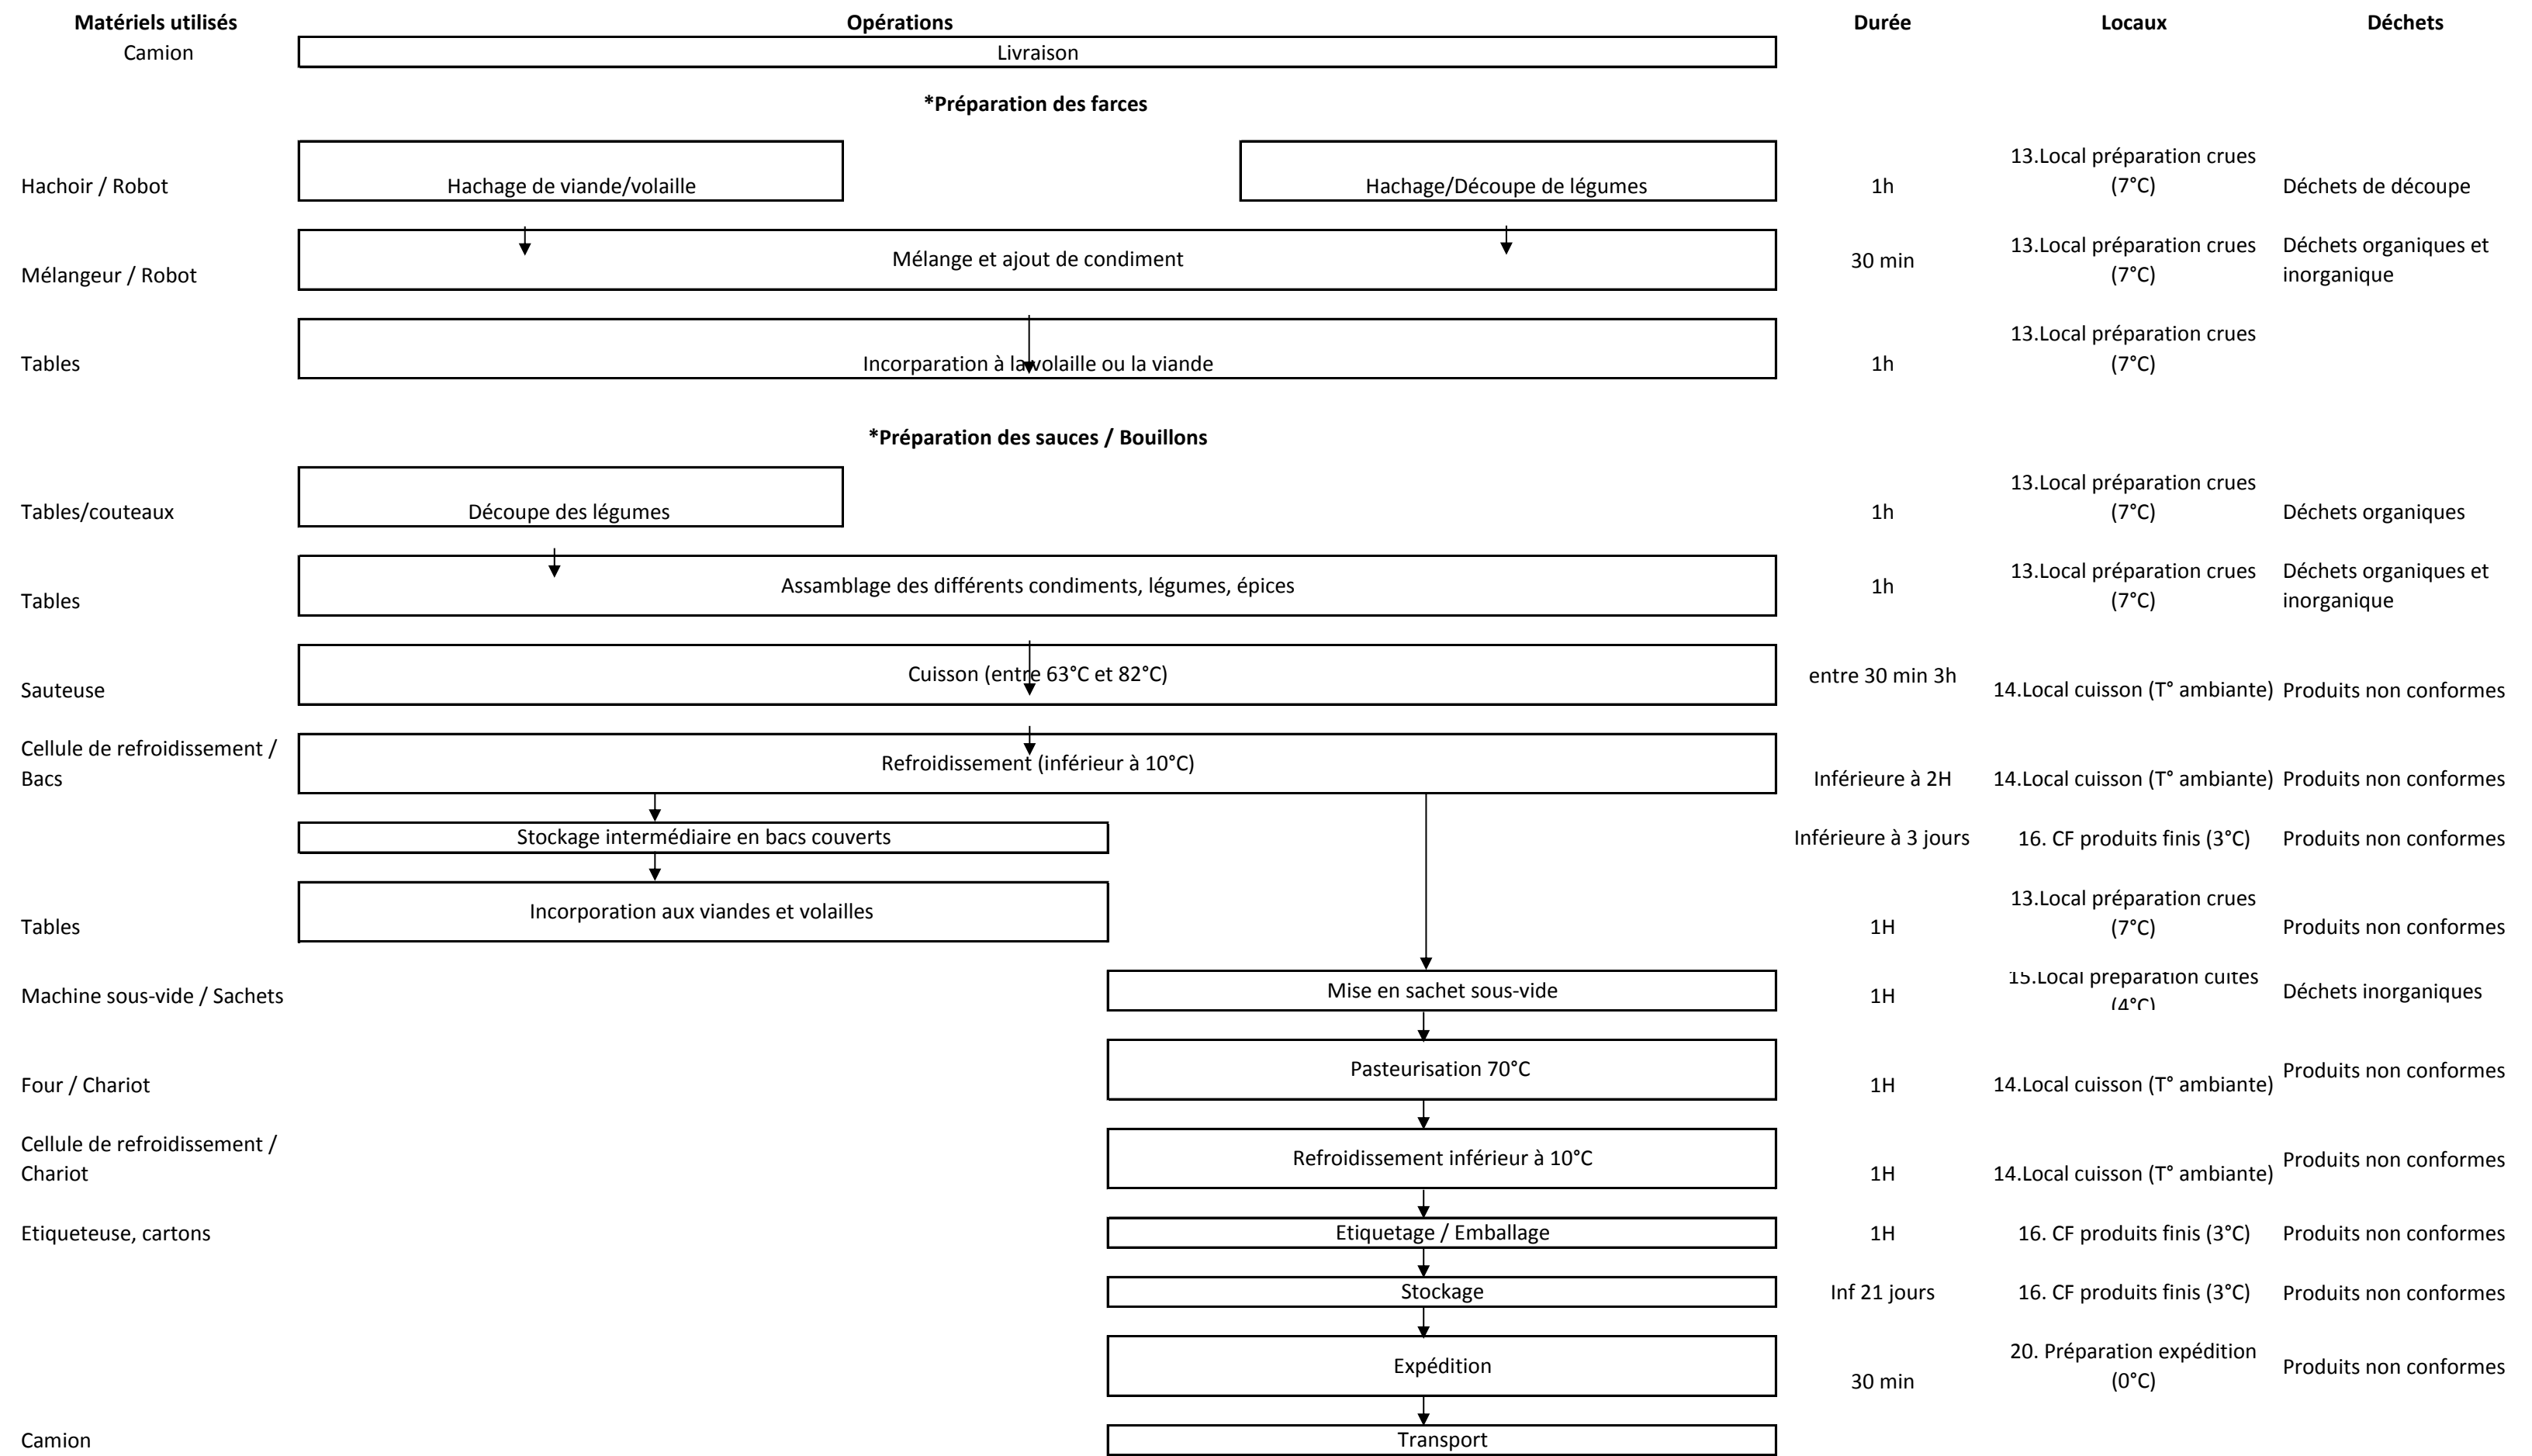 Matériels utilisés Opérations Durée Locaux Déchets
Camion Livraison
*Préparation des farces
13.Local préparation crues
Hachoir / Robot Hachage de viande/volaille Hachage/Découpe de légumes 1h (7°C) Déchets de découpe
13.Local préparation crues Déchets organiques et
Mélange et ajout de condiment 30 min
Mélangeur / Robot (7°C) inorganique
13.Local préparation crues
Tables Incorparation à la volaille ou la viande 1h (7°C)
*Préparation des sauces / Bouillons
13.Local préparation crues
Tables/couteaux Découpe des légumes 1h (7°C) Déchets organiques
13.Local préparation crues Déchets organiques et
Assamblage des différents condiments, légumes, épices 1h
Tables (7°C) inorganique
Cuisson (entre 63°C et 82°C) entre 30 min 3h
Sauteuse 14.Local cuisson (T° ambiante) Produits non conformes
Cellule de refroidissement /
Refroidissement (inférieur à 10°C)
Bacs Inférieure à 2H 14.Local cuisson (T° ambiante) Produits non conformes
Stockage intermédiaire en bacs couverts Inférieure à 3 jours 16. CF produits finis (3°C) Produits non conformes
13.Local préparation crues
Incorporation aux viandes et volailles
Tables 1H (7°C) Produits non conformes
15.Local préparation cuites
Machine sous-vide / Sachets Mise en sachet sous-vide 1H Déchets inorganiques
(4°C)
Pasteurisation 70°C Produits non conformes
Four / Chariot 1H 14.Local cuisson (T° ambiante)
Cellule de refroidissement /
Refroidissement inférieur à 10°C Produits non conformes
Chariot 1H 14.Local cuisson (T° ambiante)
Etiqueteuse, cartons Etiquetage / Emballage 1H 16. CF produits finis (3°C) Produits non conformes
Stockage Inf 21 jours 16. CF produits finis (3°C) Produits non conformes
20. Préparation expédition
Expédition Produits non conformes
30 min (0°C)
Camion Transport